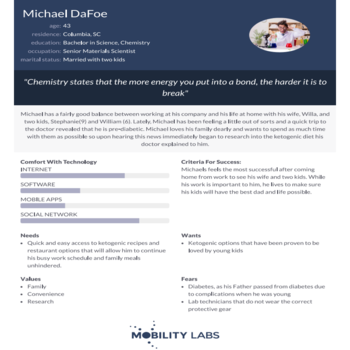 Michael DaFoe
age: 43
residence: Columbia, SC
education: Bachelor in Science, Chemistry
occupation: Senior Materials Scientist
marital status: Married with two kids
"Chemistry states that the more energy you put into a bond, the harder it is to
break"
Michael has a fairly good balance between working at his company and his life at home with his wife, Willa, and
two kids, Stephanie(9) and William (6). Lately, Michael has been feeling a little out of sorts and a quick trip to
the doctor revealed that he is pre-diabetic. Michael loves his family dearly and wants to spend as much time
with them as possible so upon hearing this news immediately began to research into the ketogenic diet his
doctor explained to him.
Comfort With Technology
INTERNET
SOFTWARE
MOBILE APPS
SOCIAL NETWORK
Criteria For Success:
Michaels feels the most successful after coming
home from work to see his wife and two kids. While
his work is important to him, he lives to make sure
his kids will have the best dad and life possible.
Needs
• Quick and easy access to ketogenic recipes and
restaurant options that will allow him to continue
his busy work schedule and family meals
unhindered.
Wants
• Ketogenic options that have been proven to be
loved by young kids
Values
• Family
• Convenience
• Research
Fears
• Diabetes, as his Father passed from diabetes due
to complications when he was young
• Lab technicians that do not wear the correct
protective gear
MOBILITY LABS